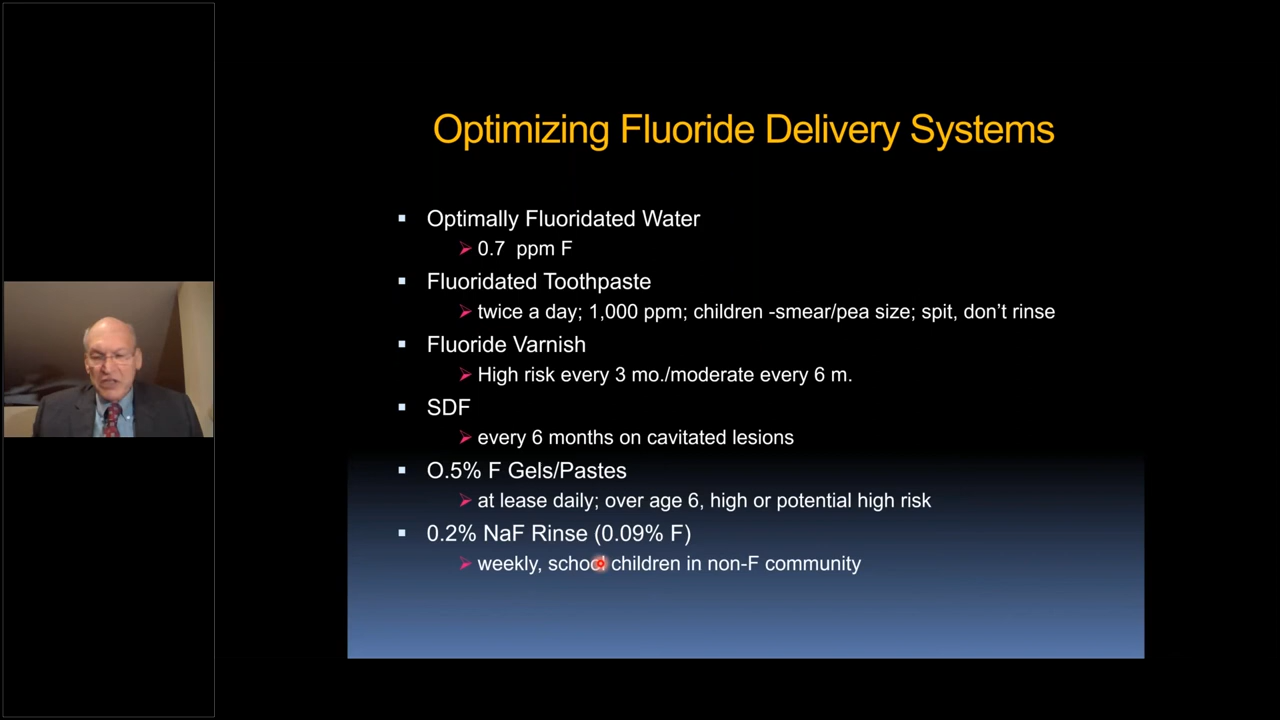 Optimizing Fluoride Delivery Systems
Optimally Fluoridated Water
0.7 ppm F
Fluoridated Toothpaste
twice a day; 1,000 ppm; children -smear/pea size; spit, don’t rinse
Fluoride Varnish
High risk every 3 mo./moderate every 6 m.
SDF
every 6 months on cavitated lesions
O.5% F Gels/Pastes
at lease daily; over age 6, high or potential high risk
0.2% NaF Rinse (0.09% F)
weekly, school children in non-F community